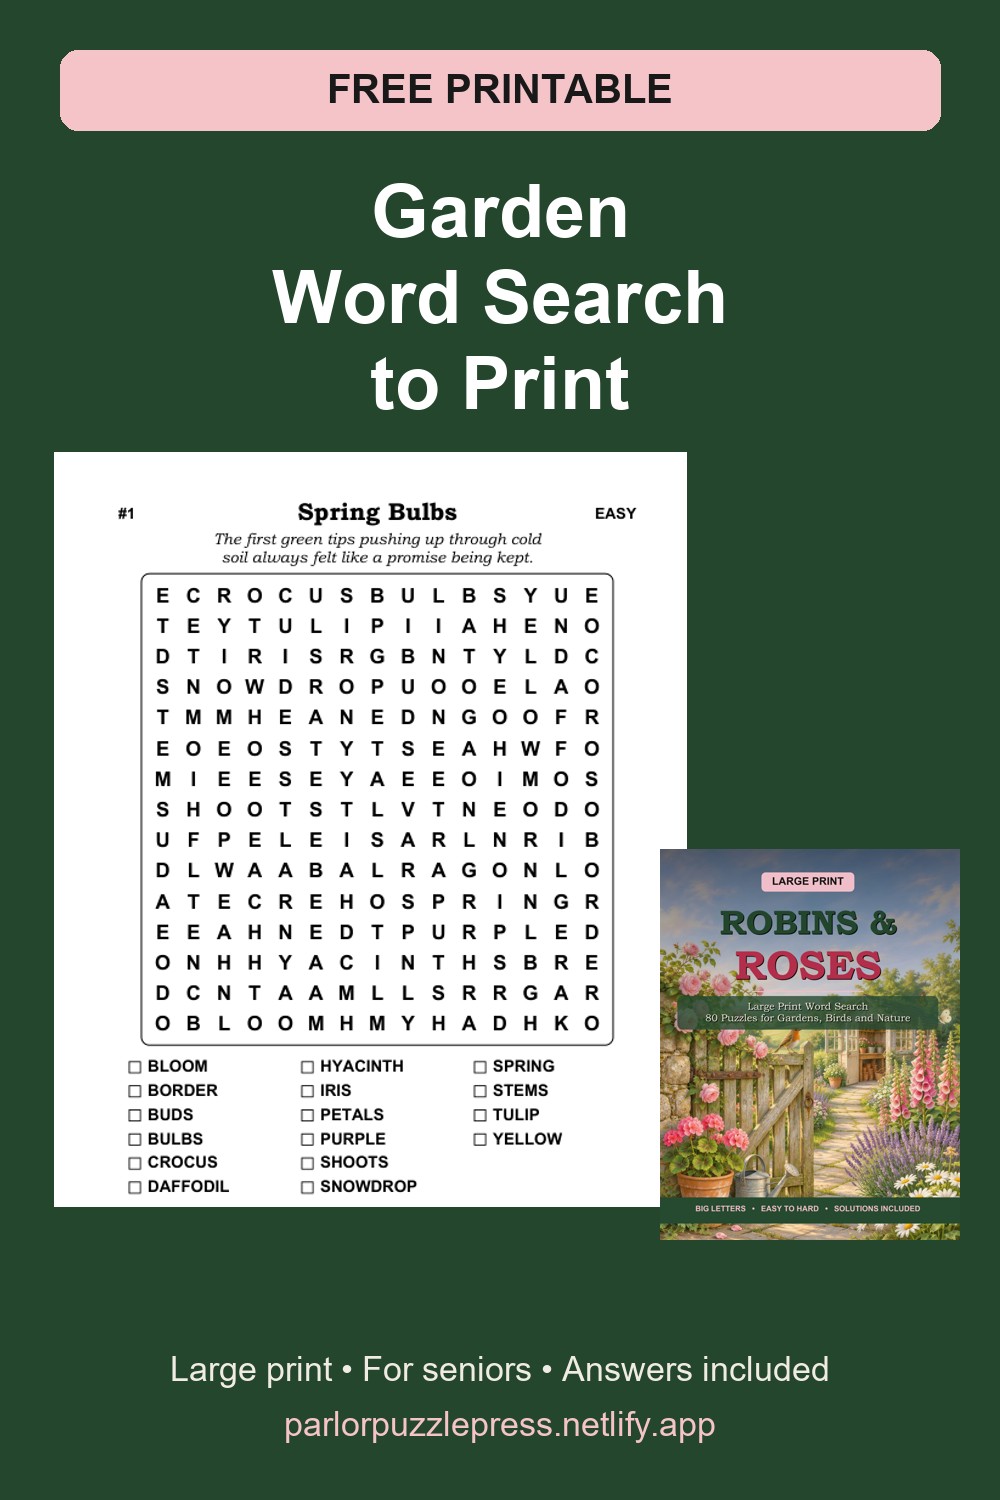 FREE PRINTABLE
Garden
Word Search
to Print
#1 Spring Bulbs EASY
The first green tips pushing up through cold
soil always felt like a promise being kept.
E C R O C U S B U L B S Y U E
T E Y T U L I P I I A H E N O
D T I R I S R G B N T Y L D C
S N O W D R O P U O O E L A O
T M M H E A N E D N G O O F R
E O E O S T Y T S E A H W F O
M I E E S E Y A E E O I M O S
S H O O T S T L V T N E O D O
U F P E L E I S A R L N R I B
D L W A A B A L R A G O N L O
A T E C R E H O S P R I N G R
E E A H N E D T P U R P L E D
O N H H Y A C I N T H S B R E
D C N T A A M L L S R R G A R
O B L O O M H M Y H A D H K O
BLOOM HYACINTH SPRING
BORDER IRIS STEMS
BUDS PETALS TULIP
BULBS PURPLE YELLOW
CROCUS SHOOTS
DAFFODIL SNOWDROP
LARGE PRINT
ROBINS &
ROSES
Large Print Word Search
80 Puzzles for Gardens, Birds and Nature
BIG LETTERS • EASY TO HARD • SOLUTIONS INCLUDED
Large print • For seniors • Answers included
parlorpuzzlepress.netlify.app